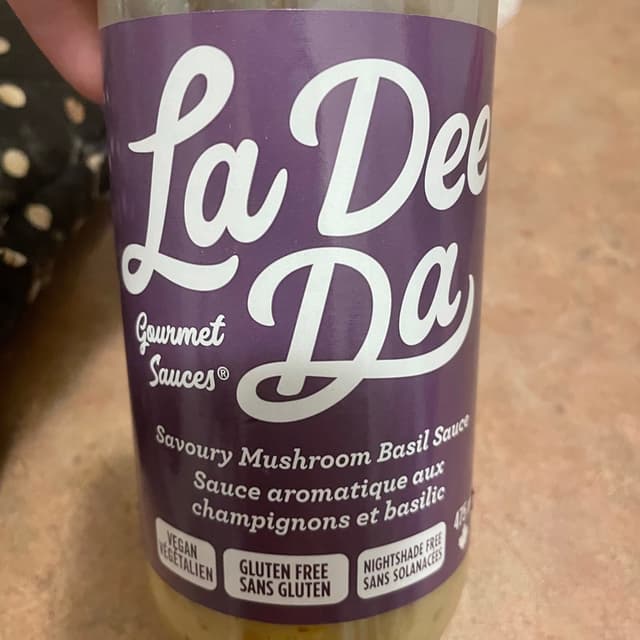 La Dee
Da
Gourmet
Sauces®
Savoury Mushroom Basil Sauce
Sauce aromatique aux
champignons et basilic
VEGAN
VÉGÉTALIEN
GLUTEN FREE
SANS GLUTEN
NIGHTSHADE FREE
SANS SOLANACÉES